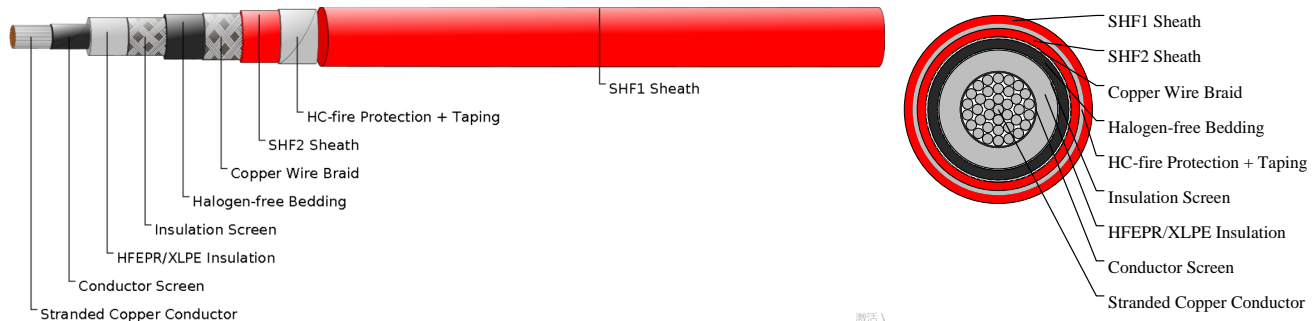 SHF1 Sheath
HC-fire Protection + Taping
SHF2 Sheath
Copper Wire Braid
Halogen-free Bedding
Insulation Screen
HFEPR/XLPE Insulation
Conductor Screen
Stranded Copper Conductor
SHF1 Sheath
SHF2 Sheath
Copper Wire Braid
Halogen-free Bedding
HC-fire Protection + Taping
Insulation Screen
HFEPR/XLPE Insulation
Conductor Screen
Stranded Copper Conductor
激活